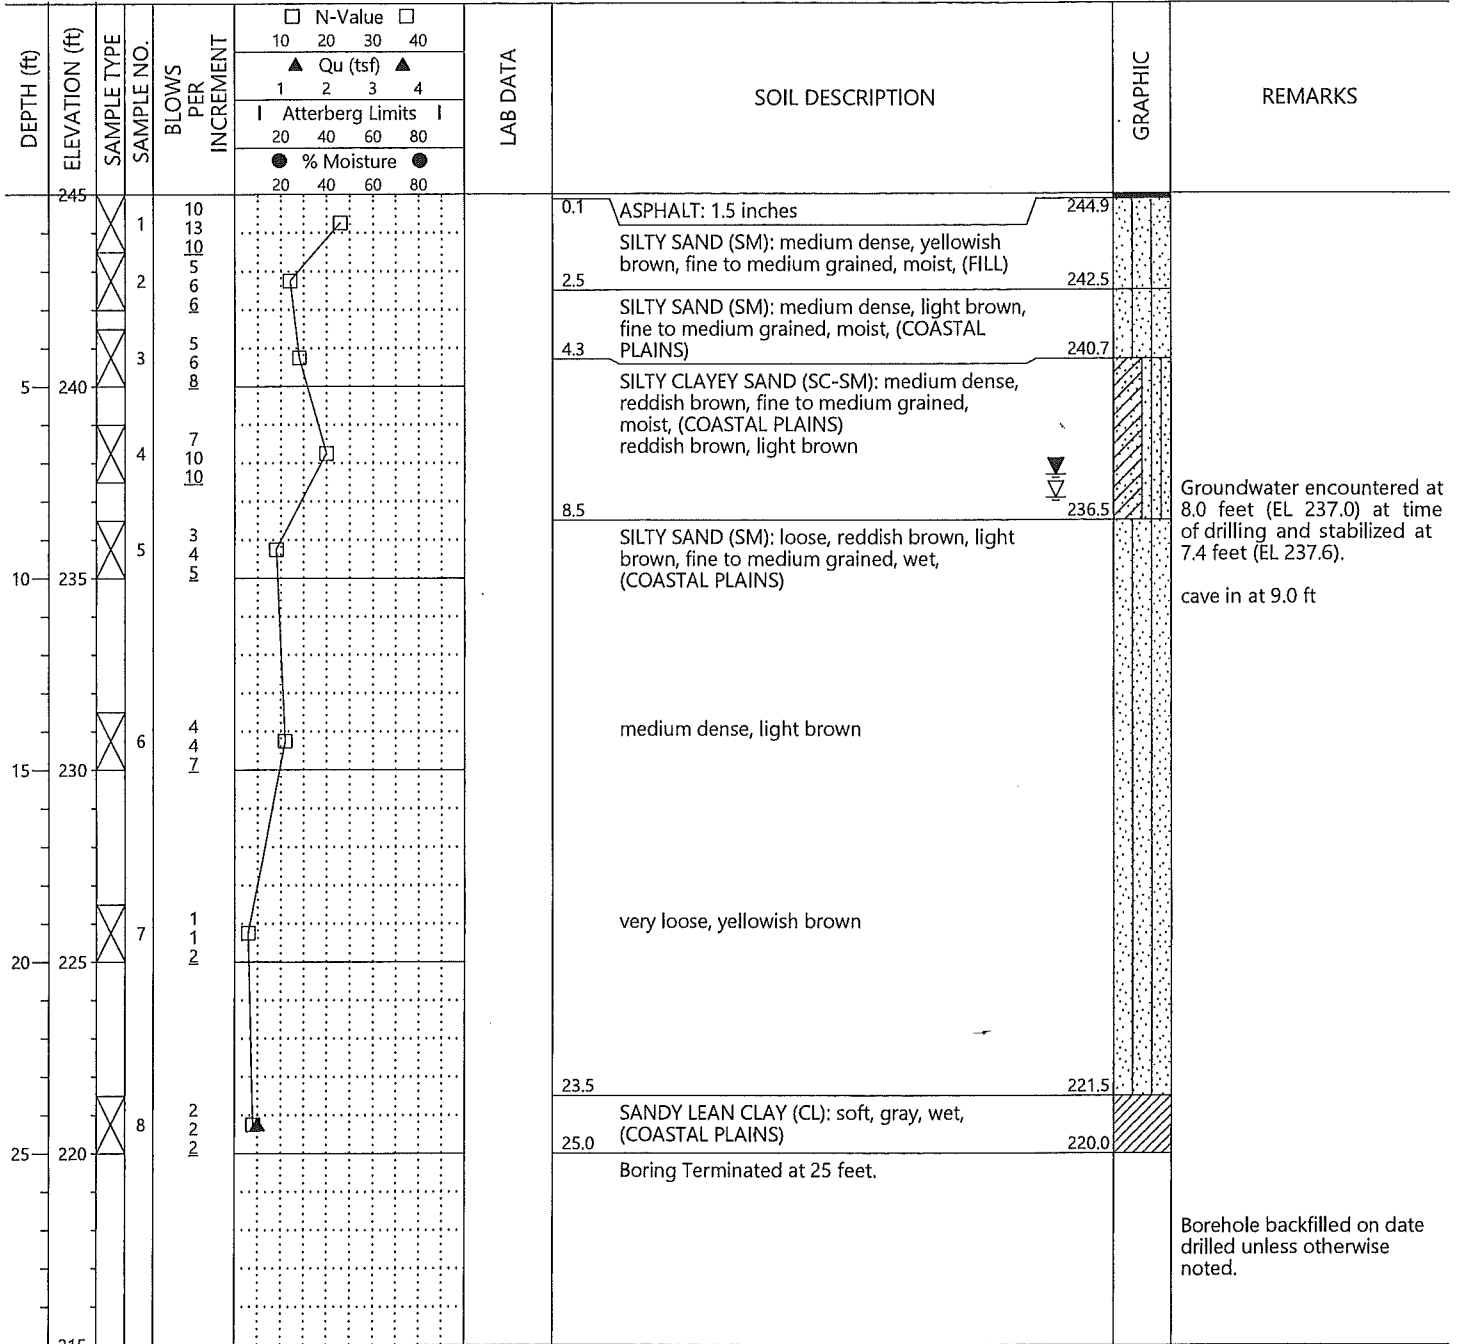 DEPTH (ft)
ELEVATION (ft)
SAMPLE TYPE
SAMPLE NO.
BLOWS
PER
INCREMENT
N-Value
10 20 30 40
Qu (tsf)
1 2 3 4
Atterberg Limits
20 40 60 80
% Moisture
20 40 60 80
LAB DATA
SOIL DESCRIPTION
GRAPHIC
REMARKS
245
1
10
13
10
0.1 ASPHALT: 1.5 inches 244.9
SILTY SAND (SM): medium dense, yellowish
brown, fine to medium grained, moist, (FILL)
2.5 242.5
2
5
6
6
SILTY SAND (SM): medium dense, light brown,
fine to medium grained, moist, (COASTAL
PLAINS)
4.3 240.7
3
5
6
8
5 240
SILTY CLAYEY SAND (SC-SM): medium dense,
reddish brown, fine to medium grained,
moist, (COASTAL PLAINS)
reddish brown, light brown
4
7
10
10
8.5 236.5
Groundwater encountered at
8.0 feet (EL 237.0) at time
of drilling and stabilized at
7.4 feet (EL 237.6).
cave in at 9.0 ft
5
3
4
5
SILTY SAND (SM): loose, reddish brown, light
brown, fine to medium grained, wet,
(COASTAL PLAINS)
10 235
6
4
4
7
medium dense, light brown
15 230
7
1
1
2
very loose, yellowish brown
20 225
23.5 221.5
8
2
2
2
SANDY LEAN CLAY (CL): soft, gray, wet,
(COASTAL PLAINS)
25.0 220.0
25 220
Boring Terminated at 25 feet.
Borehole backfilled on date
drilled unless otherwise
noted.